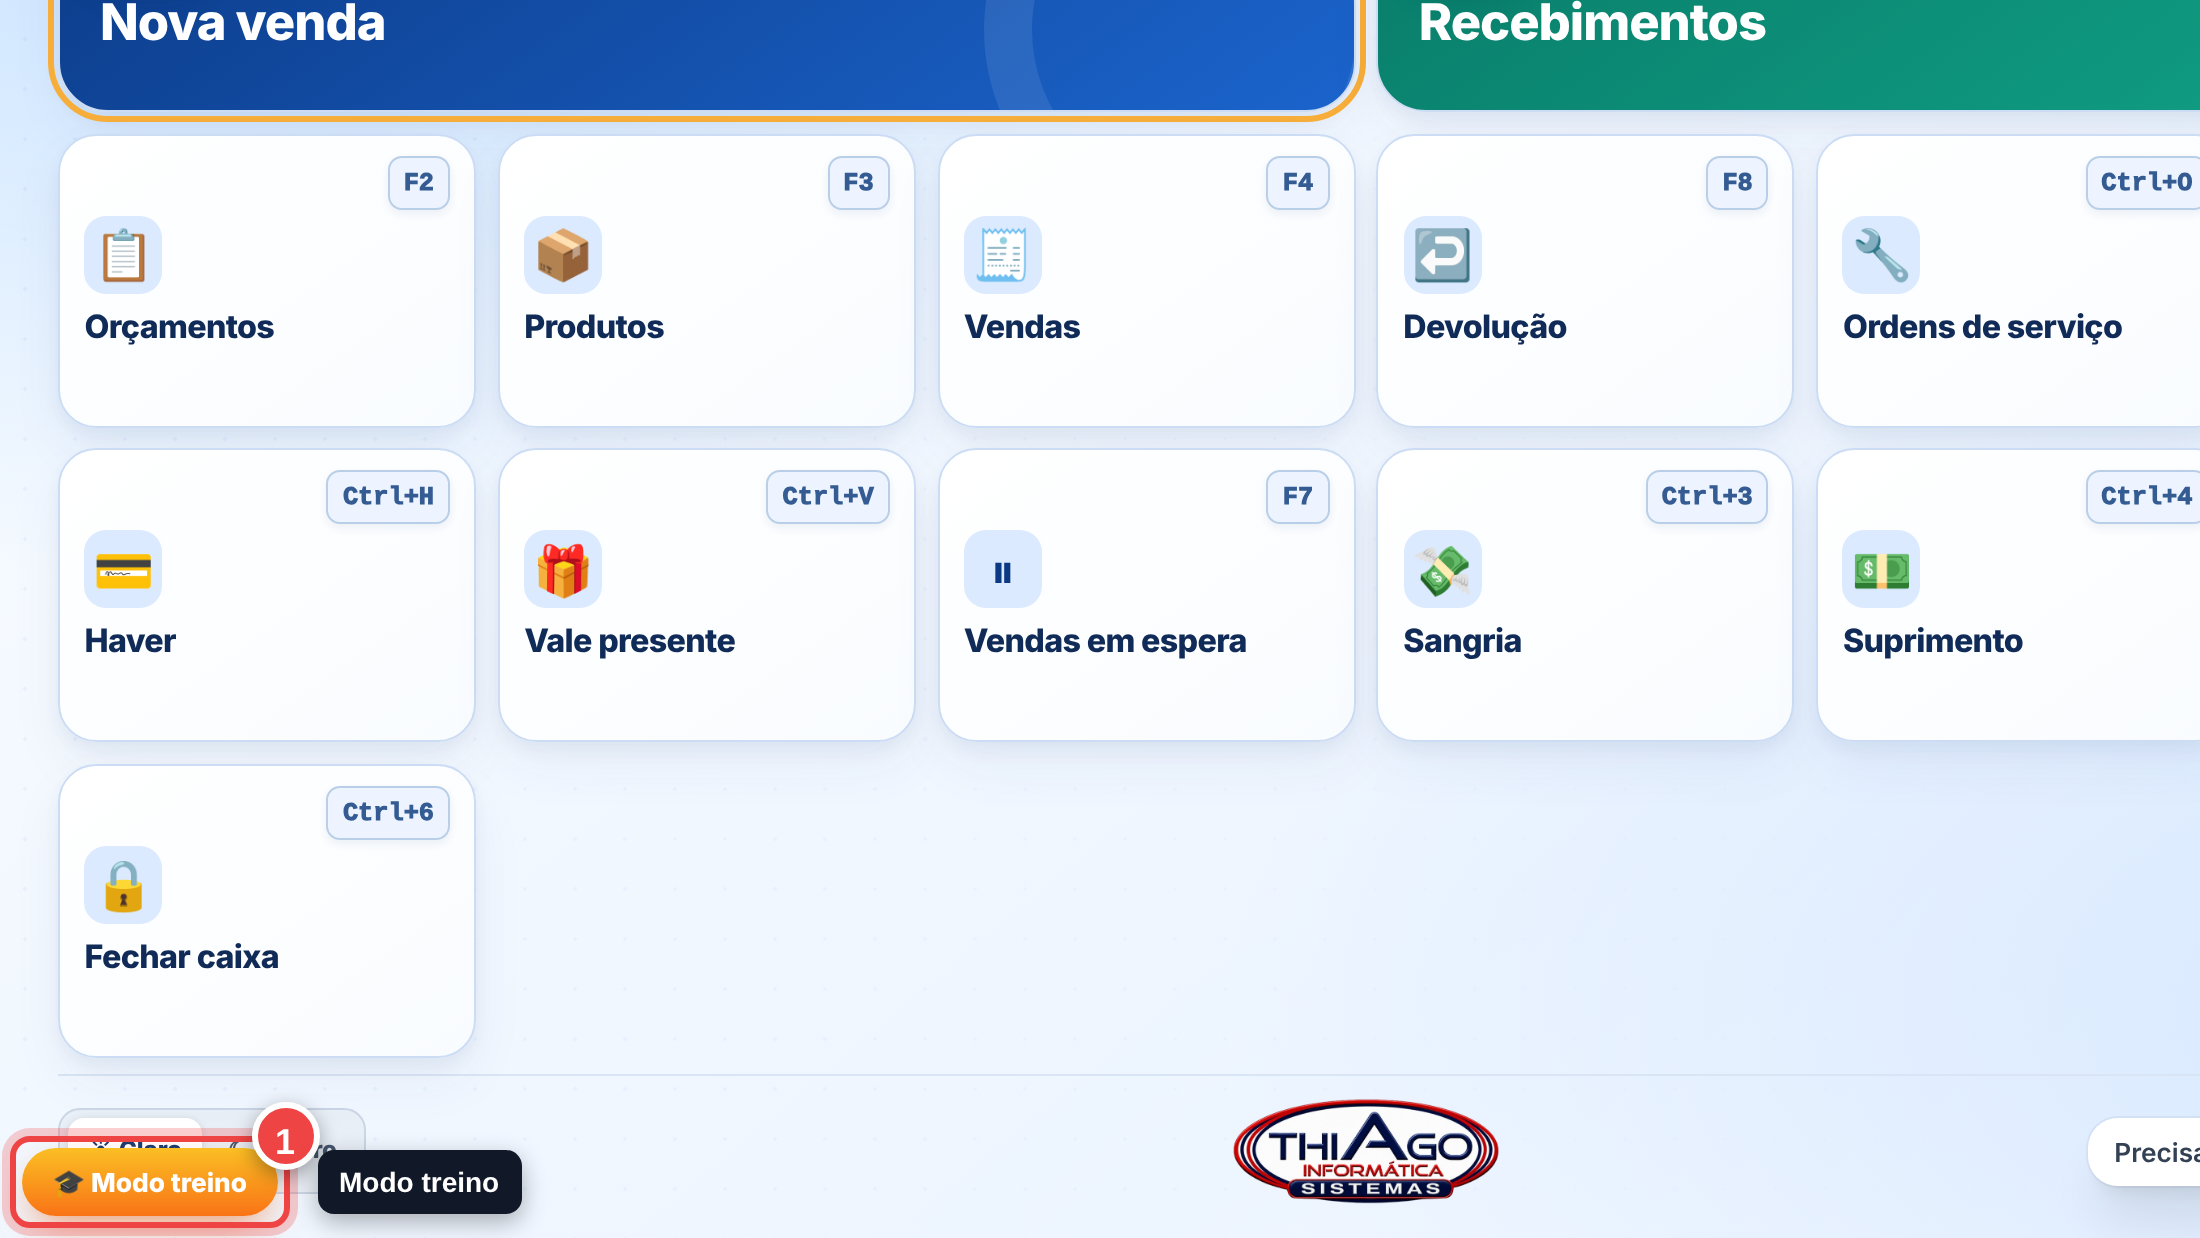 Nova venda
Recebimentos
F2
F3
F4
F8
Ctrl+O
Orçamentos
Produtos
Vendas
Devolução
Ordens de serviço
Ctrl+H
Ctrl+V
F7
Ctrl+3
Ctrl+4
Haver
Vale presente
Vendas em espera
Sangria
Suprimento
Ctrl+6
Fechar caixa
1
Modo treino
Modo treino
THIAGO
INFORMÁTICA
SISTEMAS